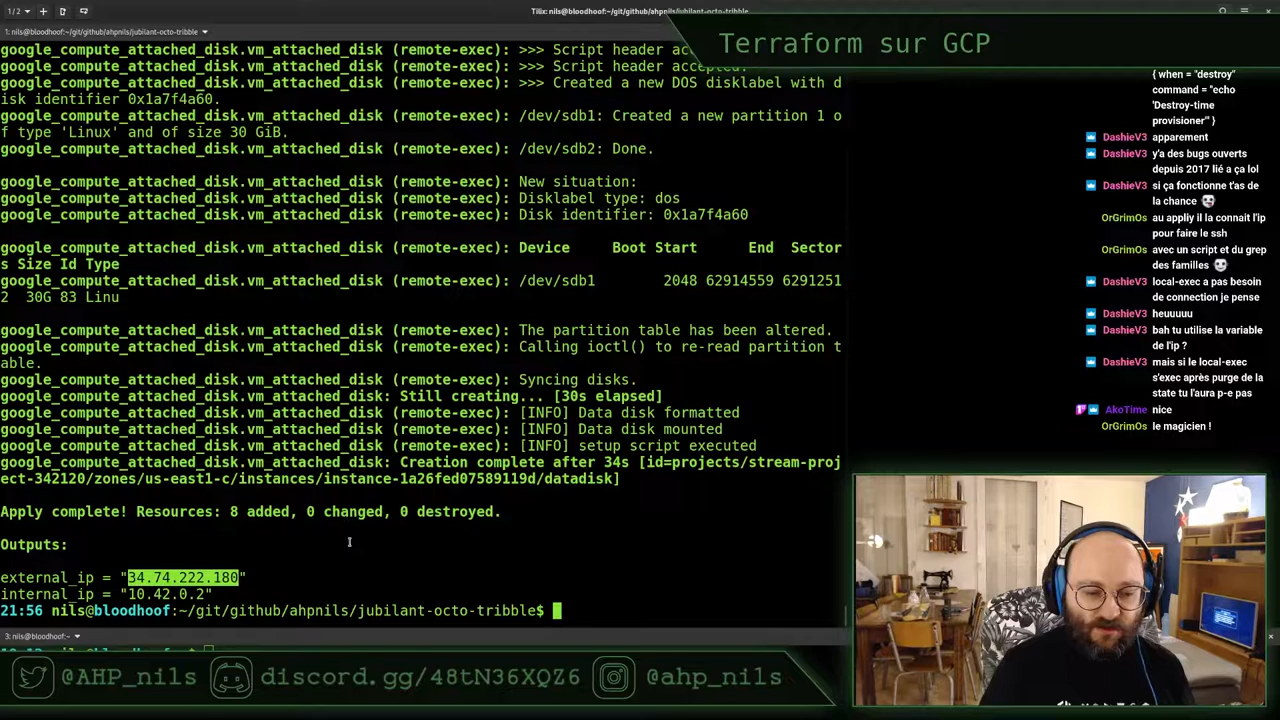 1/2
Tilix: nils@bloodhoof:~/git/github/ahpnils/jubilant-octo-tribble
1: nils@bloodhoof:~/git/github/ahpnils/jubilant-octo-tribble
Terraform sur GCP
google_compute_attached_disk.vm_attached_disk (remote-exec): >>> Script header ac
google_compute_attached_disk.vm_attached_disk (remote-exec): >>> Script header accepted.
google_compute_attached_disk.vm_attached_disk (remote-exec): >>> Created a new DOS disklabel with d
isk identifier 0x1a7f4a60.
google_compute_attached_disk.vm_attached_disk (remote-exec): /dev/sdb1: Created a new partition 1 o
f type 'Linux' and of size 30 GiB.
google_compute_attached_disk.vm_attached_disk (remote-exec): /dev/sdb2: Done.
google_compute_attached_disk.vm_attached_disk (remote-exec): New situation:
google_compute_attached_disk.vm_attached_disk (remote-exec): Disklabel type: dos
google_compute_attached_disk.vm_attached_disk (remote-exec): Disk identifier: 0x1a7f4a60
google_compute_attached_disk.vm_attached_disk (remote-exec): Device     Boot Start      End  Sector
s Size Id Type
google_compute_attached_disk.vm_attached_disk (remote-exec): /dev/sdb1       2048 62914559 6291251
2  30G 83 Linu
google_compute_attached_disk.vm_attached_disk (remote-exec): The partition table has been altered.
google_compute_attached_disk.vm_attached_disk (remote-exec): Calling ioctl() to re-read partition t
able.
google_compute_attached_disk.vm_attached_disk (remote-exec): Syncing disks.
google_compute_attached_disk.vm_attached_disk: Still creating... [30s elapsed]
google_compute_attached_disk.vm_attached_disk (remote-exec): [INFO] Data disk formatted
google_compute_attached_disk.vm_attached_disk (remote-exec): [INFO] Data disk mounted
google_compute_attached_disk.vm_attached_disk (remote-exec): [INFO] setup script executed
google_compute_attached_disk.vm_attached_disk: Creation complete after 34s [id=projects/stream-proj
ect-342120/zones/us-east1-c/instances/instance-1a26fed07589119d/datadisk]
Apply complete! Resources: 8 added, 0 changed, 0 destroyed.
Outputs:
external_ip = "34.74.222.180"
internal_ip = "10.42.0.2"
21:56 nils@bloodhoof:~/git/github/ahpnils/jubilant-octo-tribble$
3: nils@bloodhoof:~
{ when = "destroy"
command = "echo
'Destroy-time
provisioner'" }
DashieV3 apparement
DashieV3 y'a des bugs ouverts
depuis 2017 lié a ça lol
DashieV3 si ça fonctionne t'as de
la chance
OrGrimOs au appliy il la connait l'ip
pour faire le ssh
OrGrimOs avec un script et du grep
des familles
DashieV3 local-exec a pas besoin
de connection je pense
DashieV3 heuuuuu
DashieV3 bah tu utilise la variable
de l'ip ?
DashieV3 mais si le local-exec
s'exec après purge de la
state tu l'aura p-e pas
AkoTime nice
OrGrimOs le magicien !
@AHP_nils
discord.gg/48tN36XQZ6
@ahp_nils